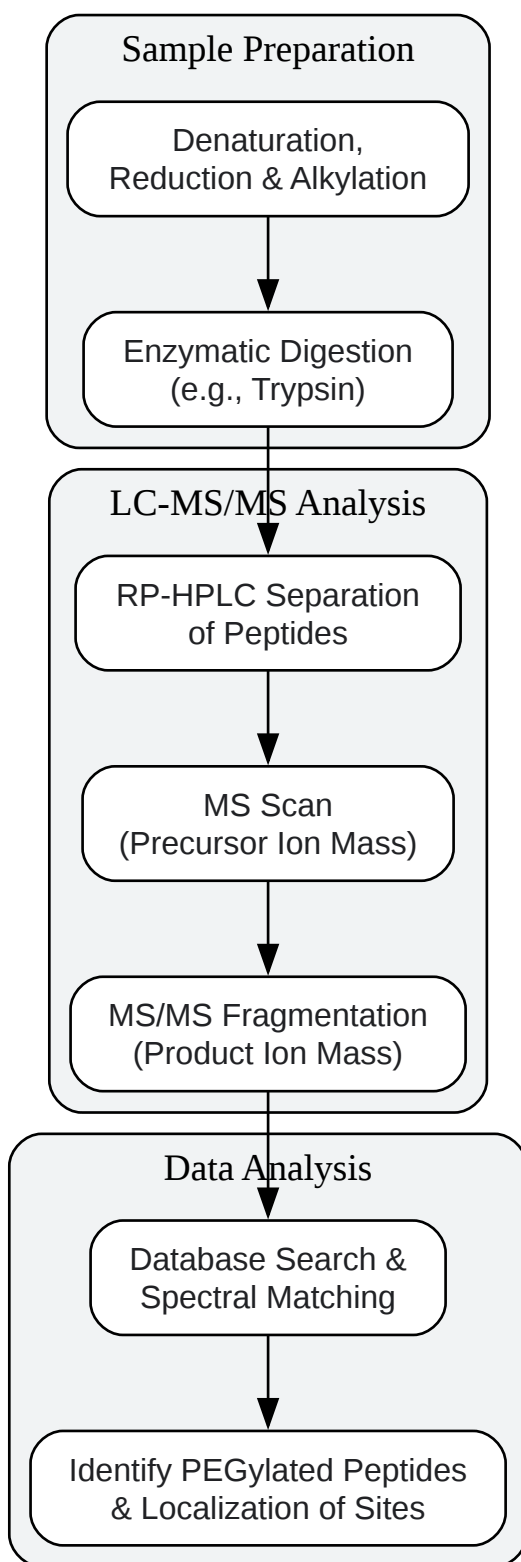 Sample Preparation
Denaturation,
Reduction & Alkylation
Enzymatic Digestion
(e.g., Trypsin)
LC-MS/MS Analysis
RP-HPLC Separation
of Peptides
MS Scan
(Precursor Ion Mass)
MS/MS Fragmentation
(Product Ion Mass)
Data Analysis
Database Search &
Spectral Matching
Identify PEGylated Peptides
& Localization of Sites